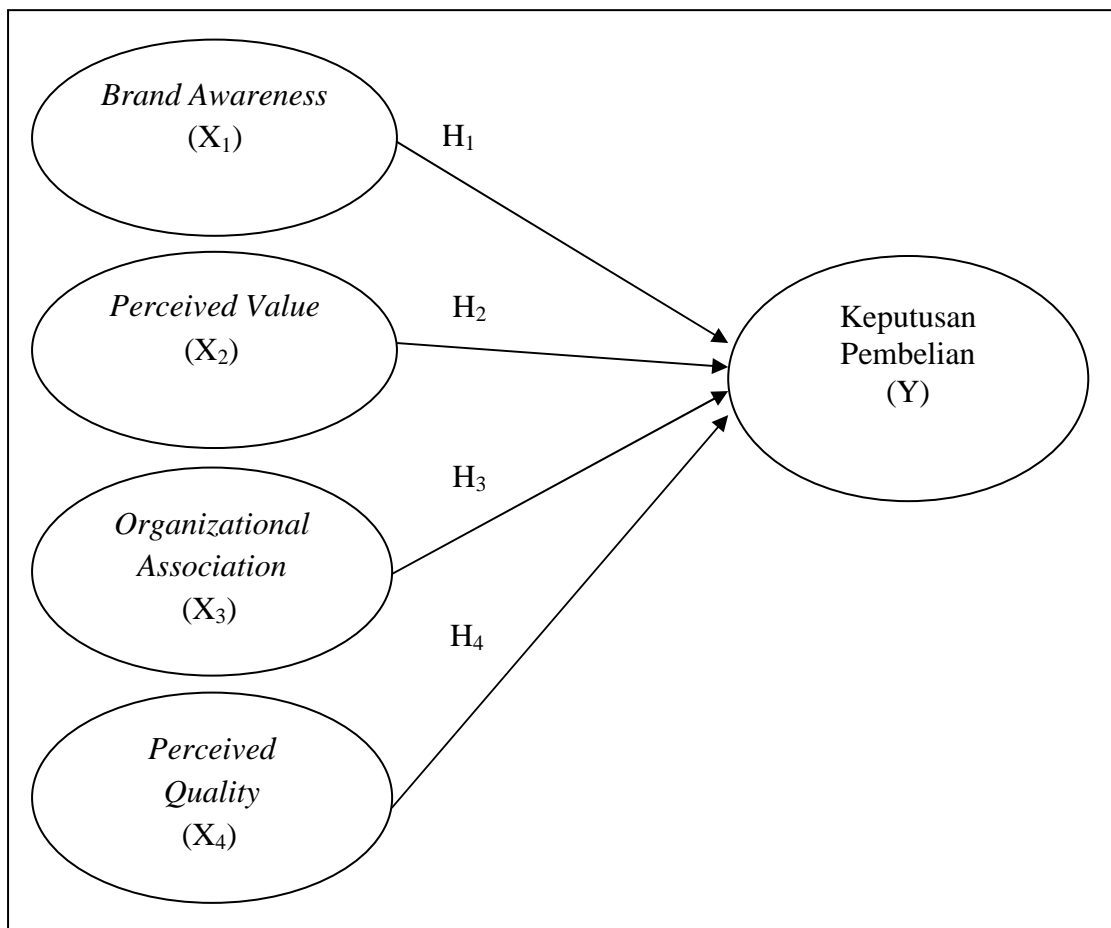 Brand Awareness
(X₁)
H₁
Perceived Value
(X₂)
H₂
Keputusan
Pembelian
(Y)
Organizational
Association
(X₃)
H₃
H₄
Perceived
Quality
(X₄)